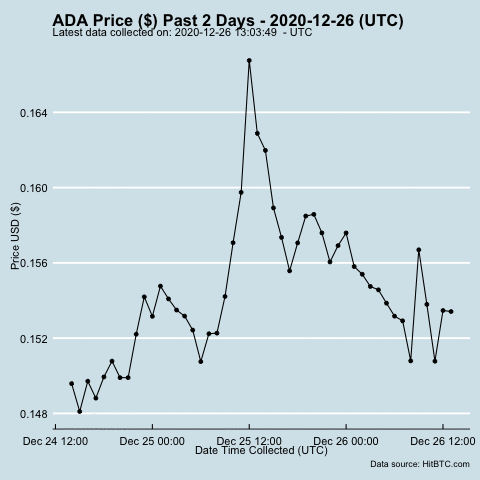 ADA Price ($) Past 2 Days - 2020-12-26 (UTC)
Latest data collected on: 2020-12-26 13:03:49 - UTC
0.164
0.160
0.156
0.152
0.148
Price USD ($)
Dec 24 12:00 Dec 25 00:00 Dec 25 12:00 Dec 26 00:00 Dec 26 12:00
Date Time Collected (UTC)
Data source: HitBTC.com